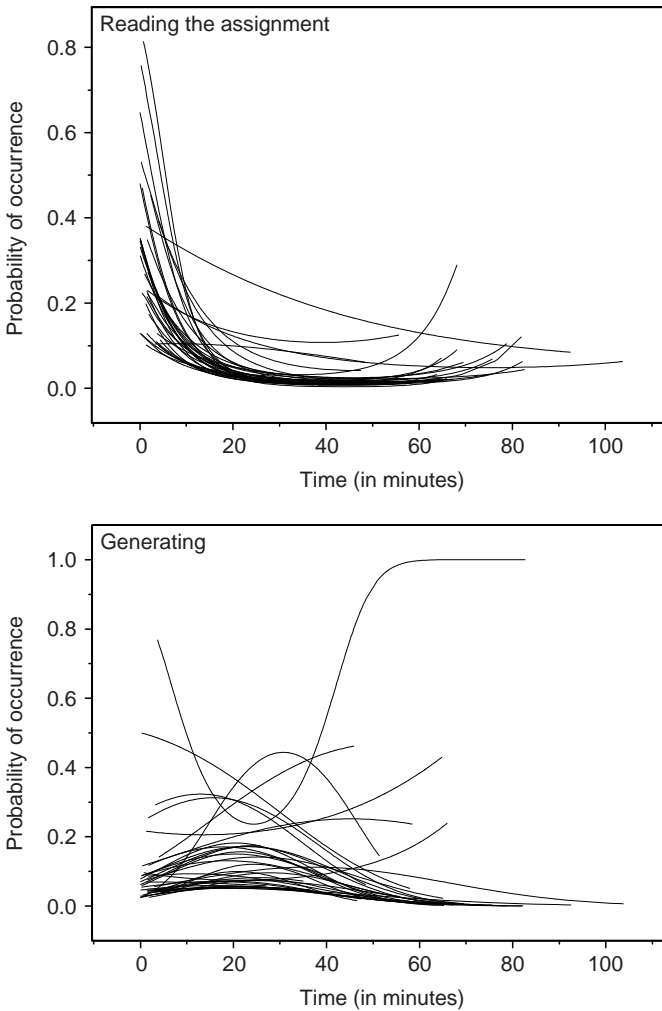 Reading the assignment
0.8
0.6
0.4
0.2
0.0
Probability of occurrence
0 20 40 60 80 100
Time (in minutes)
Generating
1.0
0.8
0.6
0.4
0.2
0.0
Probability of occurrence
0 20 40 60 80 100
Time (in minutes)